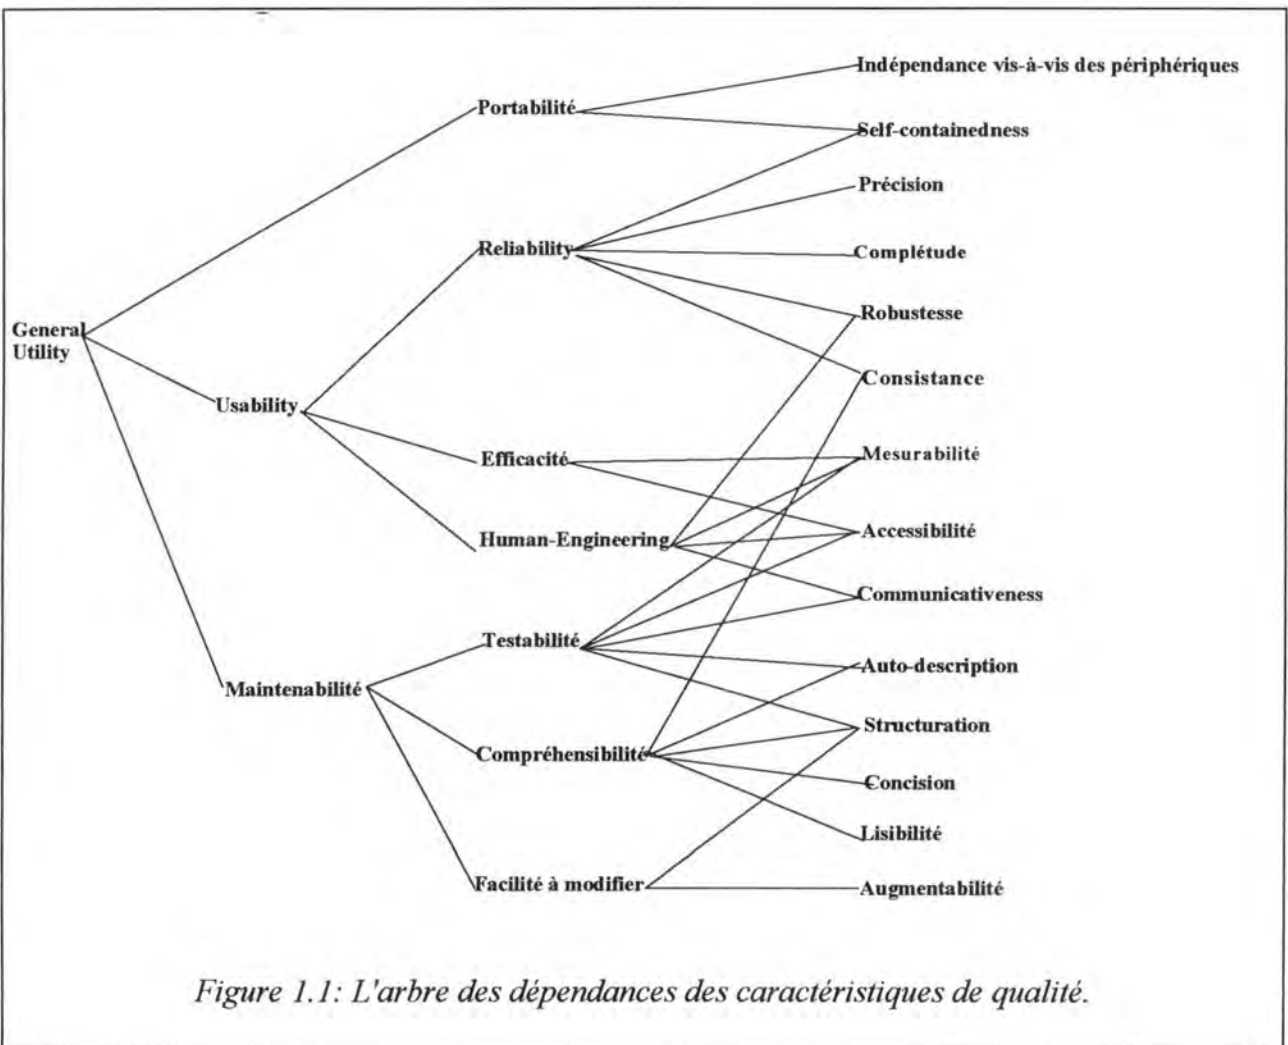 Indépendance vis-à-vis des périphériques
Portabilité
Self-containedness
Précision
Reliability
Complétude
Robustesse
General
Utility
Consistance
Usability
Efficacité
Mesurabilité
Human-Engineering
Accessibilité
Communicativeness
Testabilité
Auto-description
Maintenabilité
Structuration
Compréhensibilité
Concision
Lisibilité
Facilité à modifier
Augmentabilité
Figure 1.1: L'arbre des dépendances des caractéristiques de qualité.